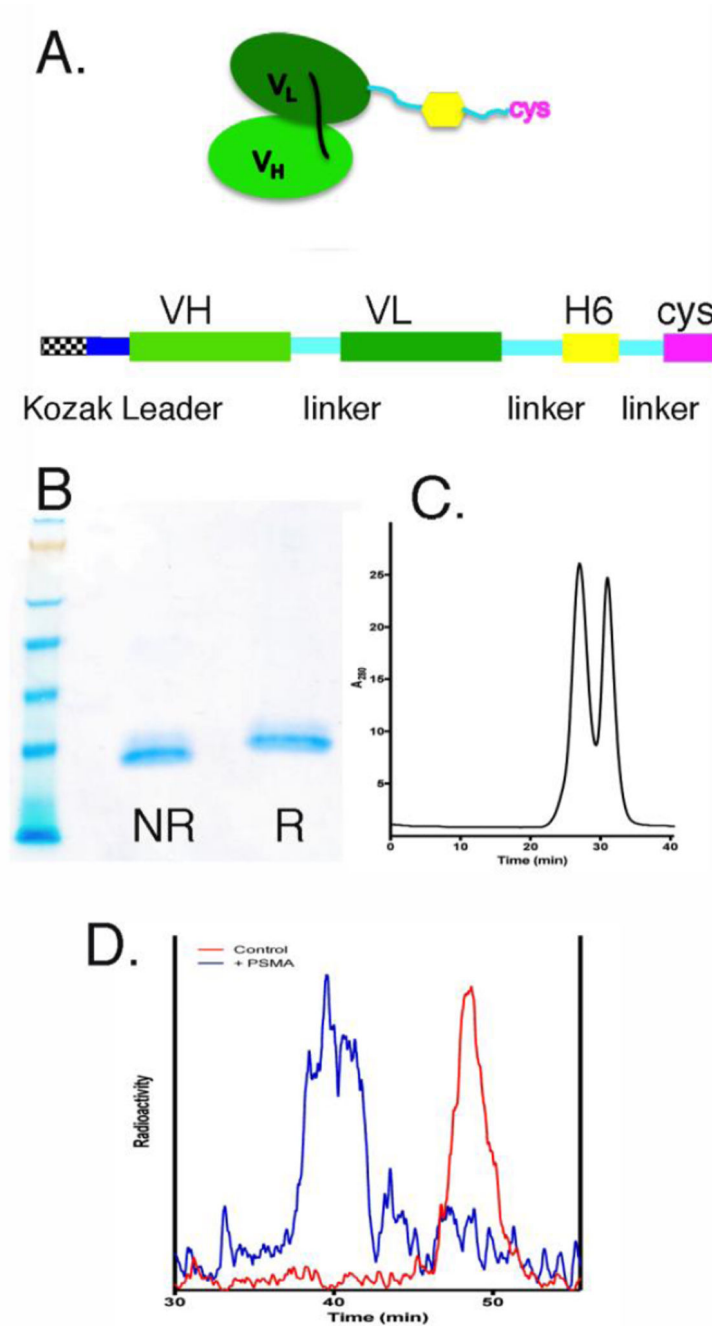 A.
VL
VH
cys
VH VL H6 cys
Kozak Leader linker linker linker
B
NR R
C.
25
20
15
10
5
A280
0 10 20 30 40
Time (min)
D.
Control
+ PSMA
Radioactivity
30 40 50
Time (min)